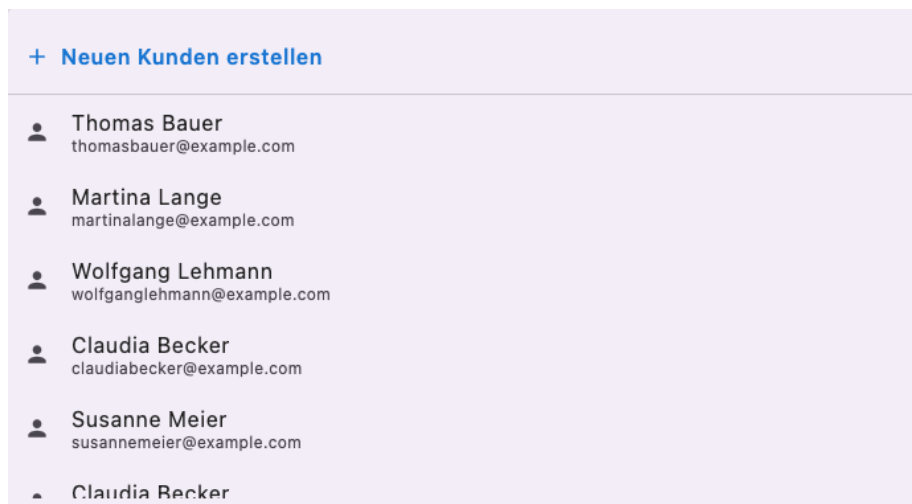 + Neuen Kunden erstellen
Thomas Bauer
thomasbauer@example.com
Martina Lange
martinalange@example.com
Wolfgang Lehmann
wolfganglehmann@example.com
Claudia Becker
claudiabecker@example.com
Susanne Meier
susannemeier@example.com
Claudia Becker